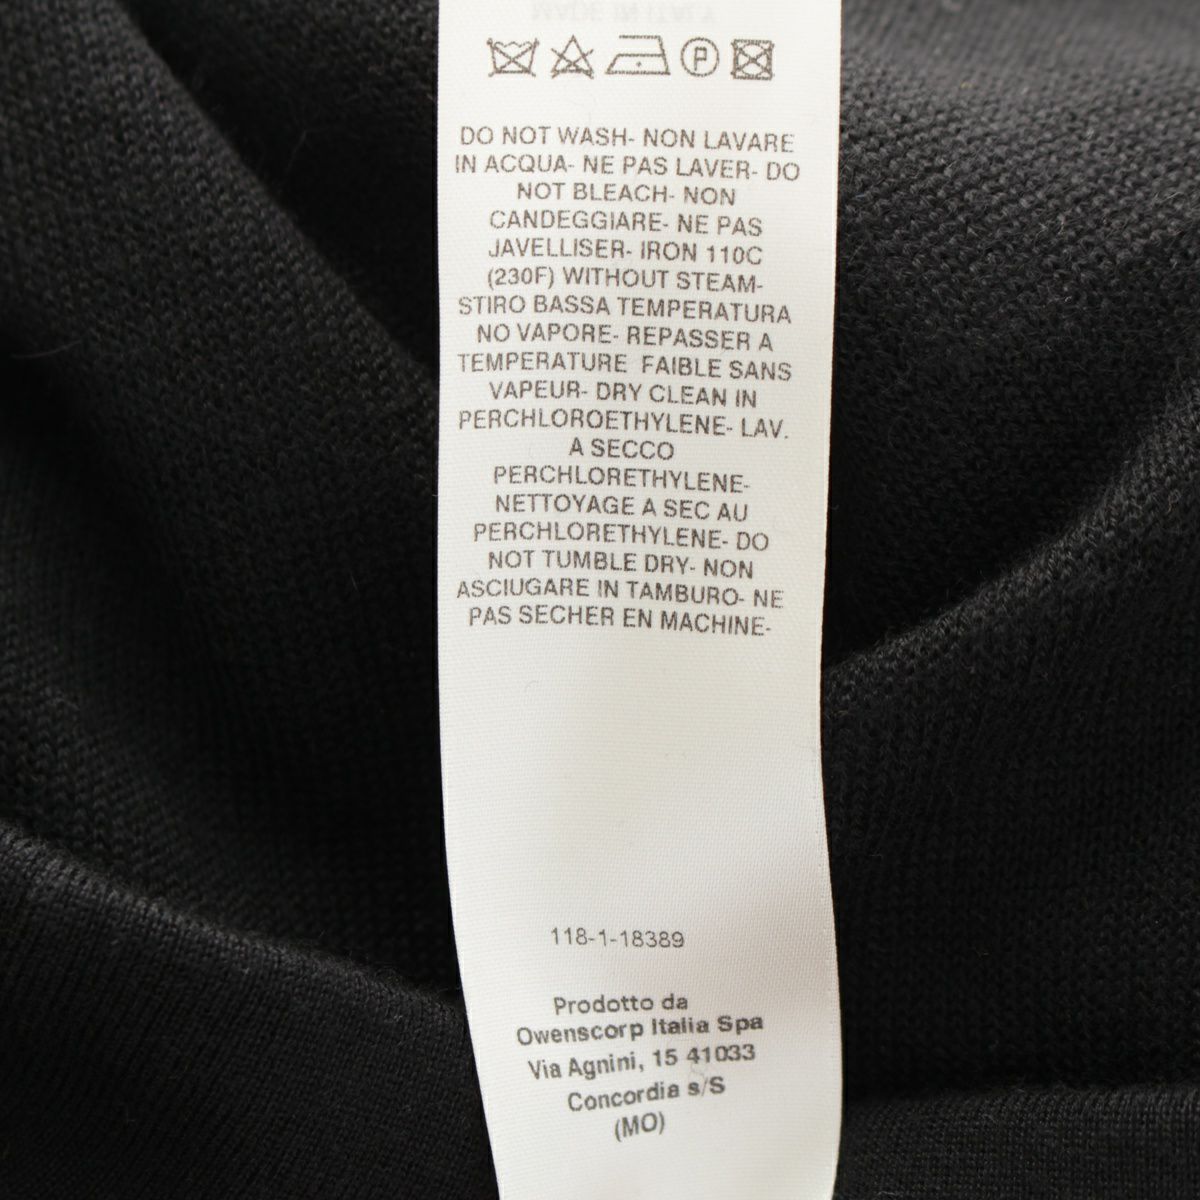 MADE IN ITALY
P
DO NOT WASH- NON LAVARE
IN ACQUA- NE PAS LAVER- DO
NOT BLEACH- NON
CANDEGGIARE- NE PAS
JAVELLISER- IRON 110C
(230F) WITHOUT STEAM-
STIRO BASSA TEMPERATURA
NO VAPORE- REPASSER A
TEMPERATURE FAIBLE SANS
VAPEUR- DRY CLEAN IN
PERCHLOROETHYLENE- LAV.
A SECCO
PERCHLORETHYLENE-
NETTOYAGE A SEC AU
PERCHLORETHYLENE- DO
NOT TUMBLE DRY- NON
ASCIUGARE IN TAMBURO- NE
PAS SECHER EN MACHINE-
118-1-18389
Prodotto da
Owenscorp Italia Spa
Via Agnini, 15 41033
Concordia s/S
(MO)